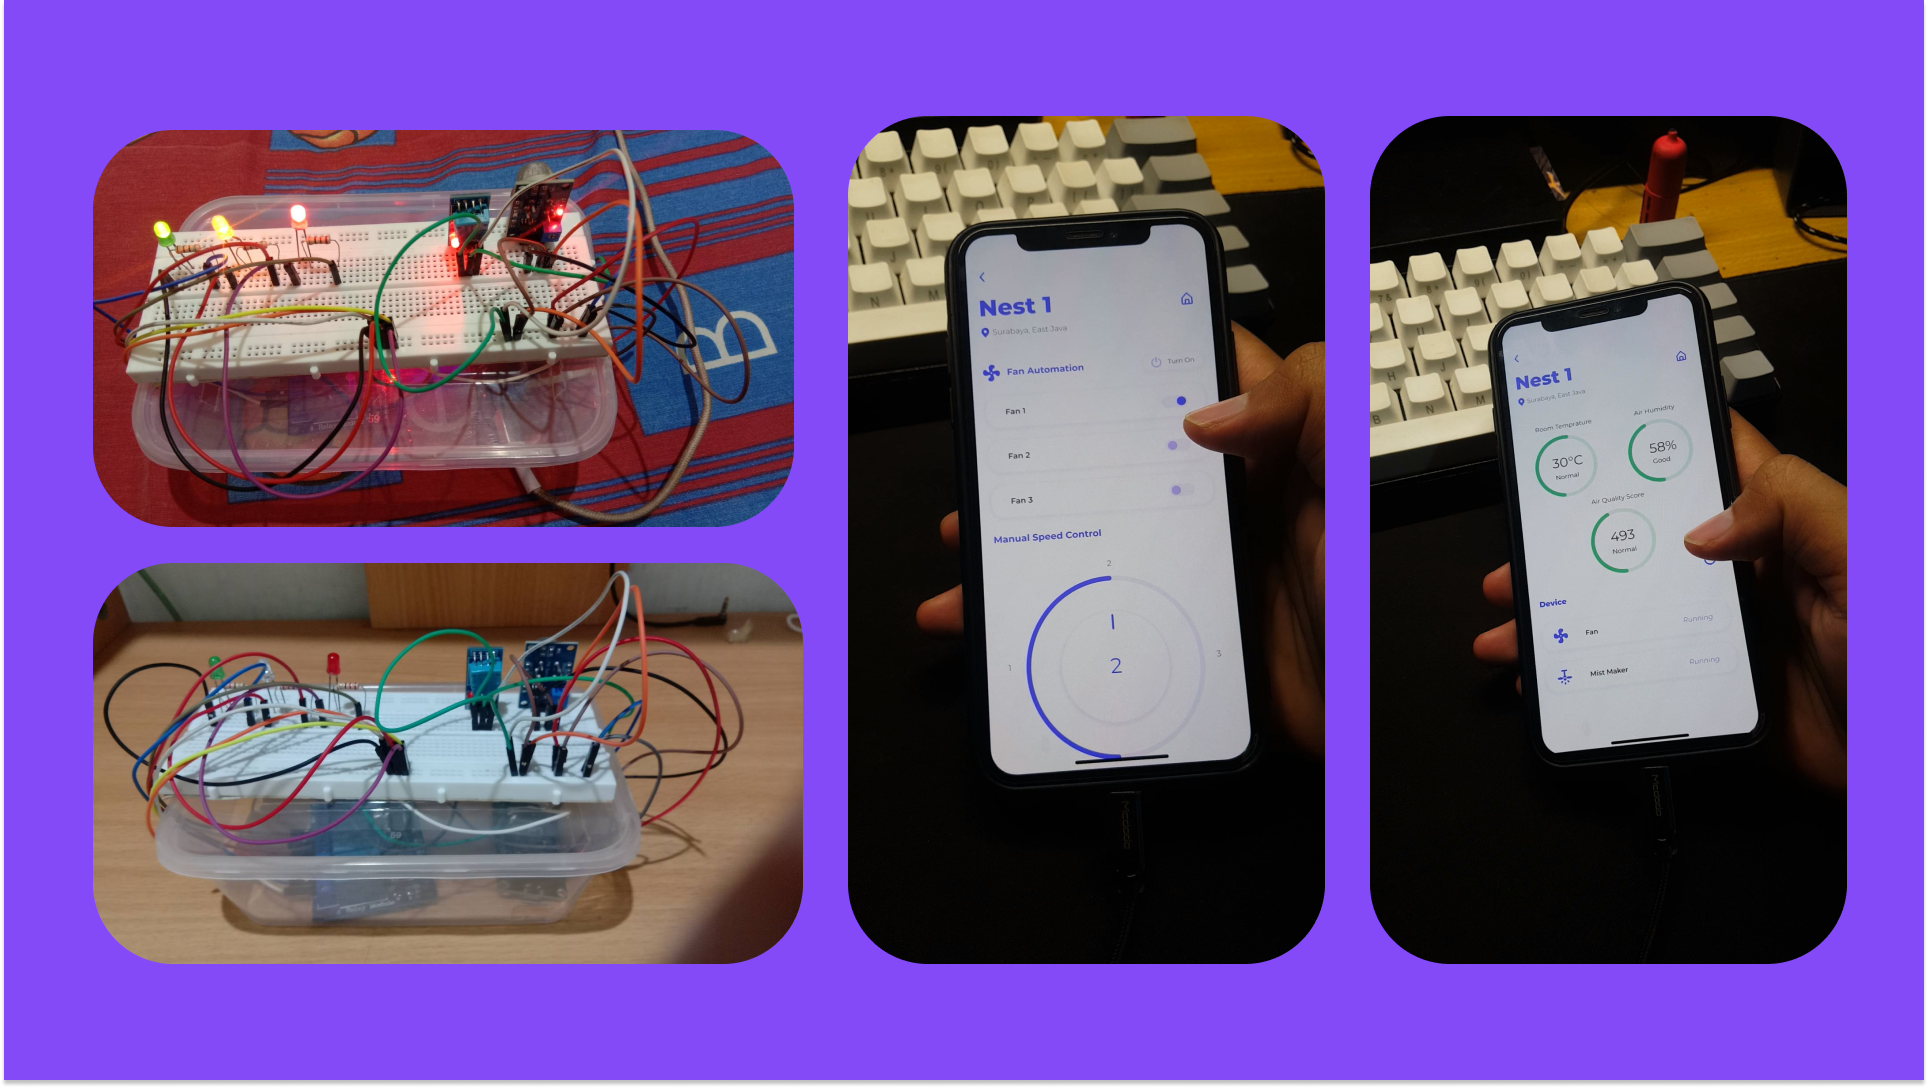 B
69
Nest 1
Surabaya, East Java
Fan Automation
Turn On
Fan 1
Fan 2
Fan 3
Manual Speed Control
2
1
3
2
Nest 1
Surabaya, East Java
Room Temprature
Air Humidity
30°C
Normal
58%
Good
Air Quality Score
493
Normal
Device
Fan
Running
Mist Maker
Running
N
M
H
J
B
N
M